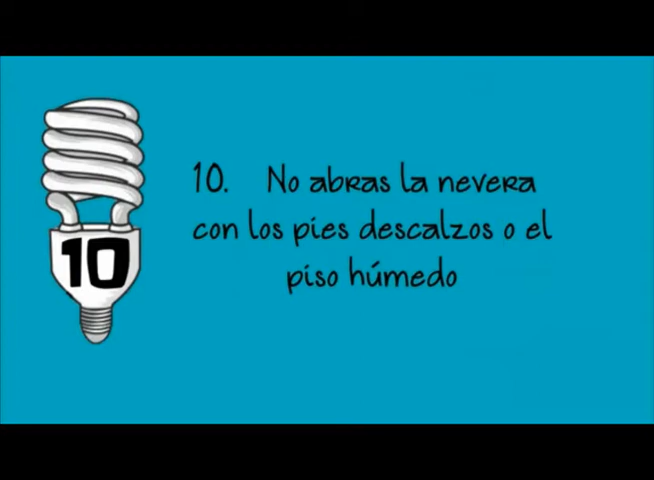 10
10. No abras la nevera
con los pies descalzos o el
piso húmedo